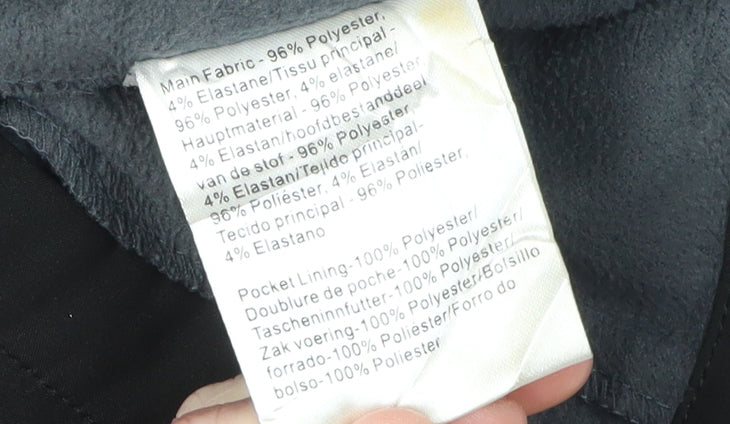 Main Fabric - 96% Polyester,
4% Elastane/Tissu principal -
96% Polyester, 4% elastane/
Hauptmaterial - 96% Polyester
4% Elastan/hoofdbestanddeel
van de stof - 96% Polyester
4% Elastan/Tejido principal-
96% Poliéster, 4% Elastán/
Tecido principal - 96% Poliéster,
4% Elastano
Pocket Lining-100% Polyester/
Doublure de poche-100% Polyester/
Tascheninnfutter-100% Polyester/
Zak voering-100% Polyester/Bolsillo
forrado-100% Poliéster/Forro do
bolso-100% Poliester